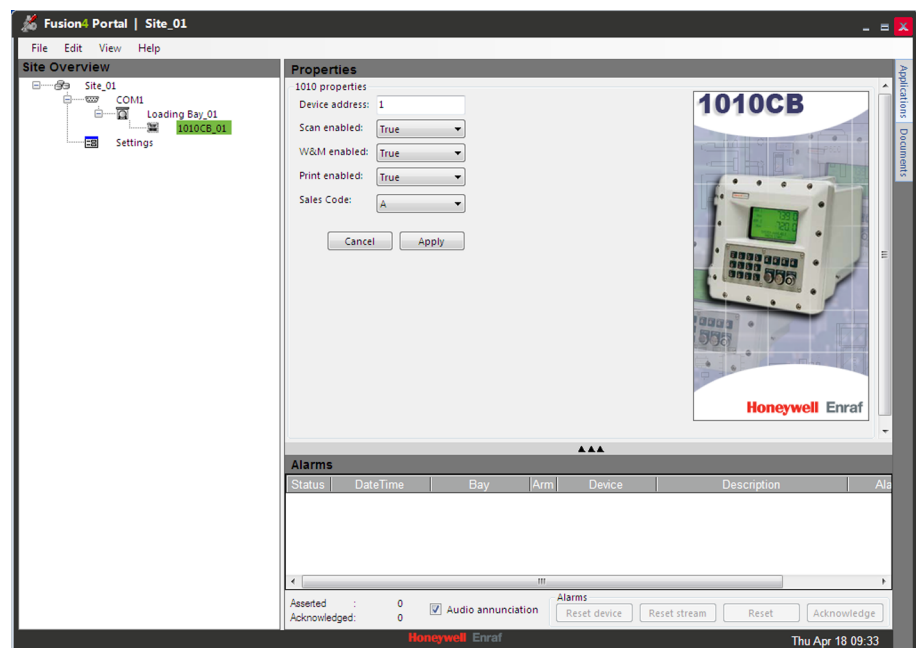 Fusion4 Portal | Site_01
File Edit View Help
Site Overview
Site_01
COM1
Loading Bay_01
1010CB_01
Settings
Properties
1010 properties
Device address: 1
Scan enabled: True
W&M enabled: True
Print enabled: True
Sales Code: A
Cancel Apply
1010CB
Honeywell Enraf
Applications
Documents
Alarms
Status DateTime Bay Arm Device Description Ala
Asserted : 0
Acknowledged: 0
Audio annunciation
Alarms
Reset device Reset stream Reset Acknowledge
Honeywell Enraf
Thu Apr 18 09:33